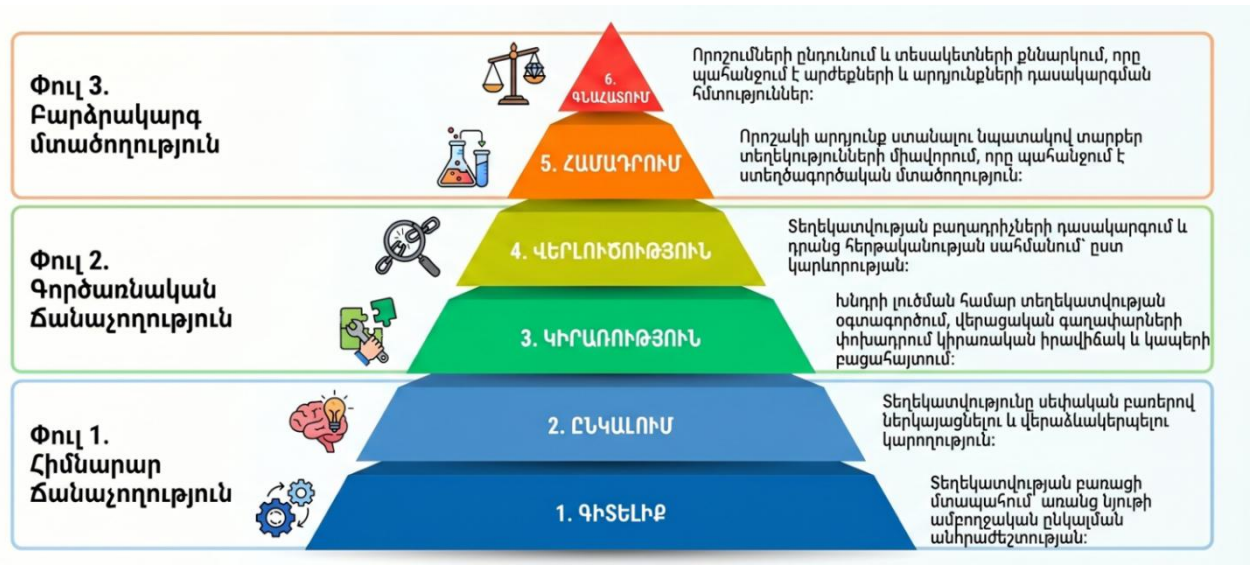 Փուլ 3.
Բարձրակարգ
մտածողություն
6.
ԳՆԱՀԱՏՈՒՄ
Որոշումների ընդունում և տեսակետների քննարկում, որը
պահանջում է արժեքների և արդյունքների դասակարգման
հմտություններ:
5. ՀԱՄԱԴՐՈՒՄ
Որոշակի արդյունք ստանալու նպատակով տարբեր
տեղեկությունների միավորում, որը պահանջում է
ստեղծագործական մտածողություն:
Փուլ 2.
Գործառնական
Ճանաչողություն
4. ՎԵՐԼՈՒԾՈՒԹՅՈՒՆ
Տեղեկատվության բաղադրիչների դասակարգում և
դրանց հերթականության սահմանում՝ ըստ
կարևորության:
3. ԿԻՐԱՌՈՒԹՅՈՒՆ
Խնդրի լուծման համար տեղեկատվության
օգտագործում, վերացական գաղափարների
փոխադրում կիրառական իրավիճակ և կապերի
բացահայտում:
Փուլ 1.
Հիմնարար
Ճանաչողություն
2. ԸՆԿԱԼՈՒՄ
Տեղեկատվությունը սեփական բառերով
ներկայացնելու և վերաձևակերպելու
կարողություն:
1. ԳԻՏԵԼԻՔ
Տեղեկատվության բառացի
մտապահում՝ առանց նյութի
ամբողջական ընկալման
անհրաժեշտության: